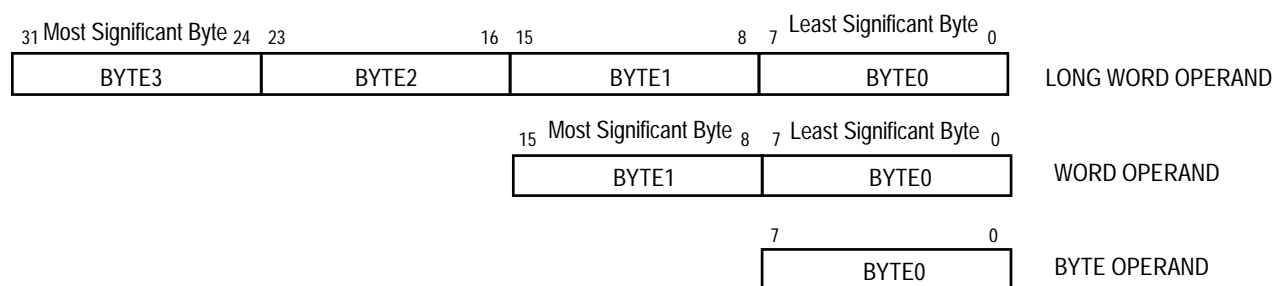 31 Most Significant Byte 24 23 16 15 8 7 Least Significant Byte 0
BYTE3 BYTE2 BYTE1 BYTE0 LONG WORD OPERAND
15 Most Significant Byte 8 7 Least Significant Byte 0
BYTE1 BYTE0 WORD OPERAND
7 0
BYTE0 BYTE OPERAND